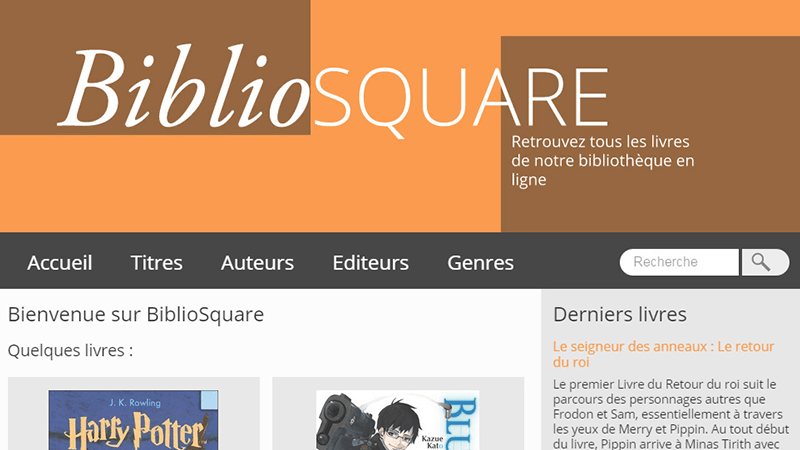 BiblioSQUARE
Retrouvez tous les livres
de notre bibliothèque en
ligne
Accueil Titres Auteurs Editeurs Genres Recherche
Bienvenue sur BiblioSquare
Quelques livres :
J. K. Rowling
Harry Potter
BLU
Kazue
Kato
Derniers livres
Le seigneur des anneaux : Le retour
du roi
Le premier Livre du Retour du roi suit le
parcours des personnages autres que
Frodon et Sam, essentiellement à travers
les yeux de Merry et Pippin. Au tout début
du livre, Pippin arrive à Minas Tirith avec